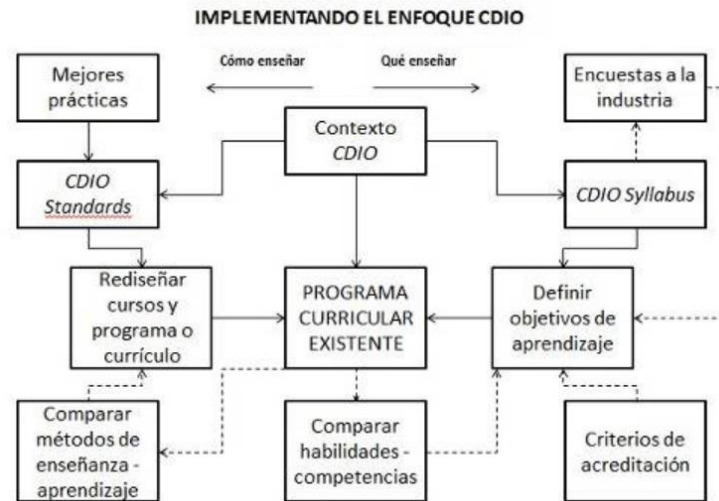 IMPLEMENTANDO EL ENFOQUE CDIO
Cómo enseñar
Qué enseñar
Mejores
prácticas
Encuestas a la
industria
Contexto
CDIO
CDIO
Standards
CDIO Syllabus
Rediseñar
cursos y
programa o
currículo
PROGRAMA
CURRICULAR
EXISTENTE
Definir
objetivos de
aprendizaje
Comparar
métodos de
enseñanza -
aprendizaje
Comparar
habilidades -
competencias
Criterios de
acreditación